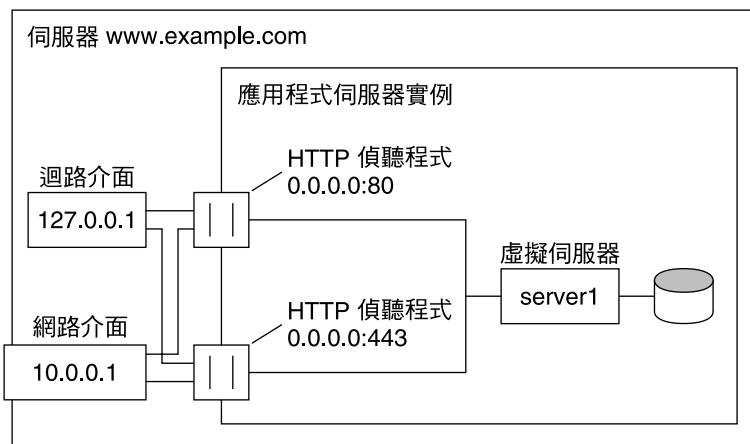 伺服器 www.example.com
應用程式伺服器實例
HTTP 偵聽程式
0.0.0.0:80
迴路介面
127.0.0.1
虛擬伺服器
server1
HTTP 偵聽程式
0.0.0.0:443
網路介面
10.0.0.1